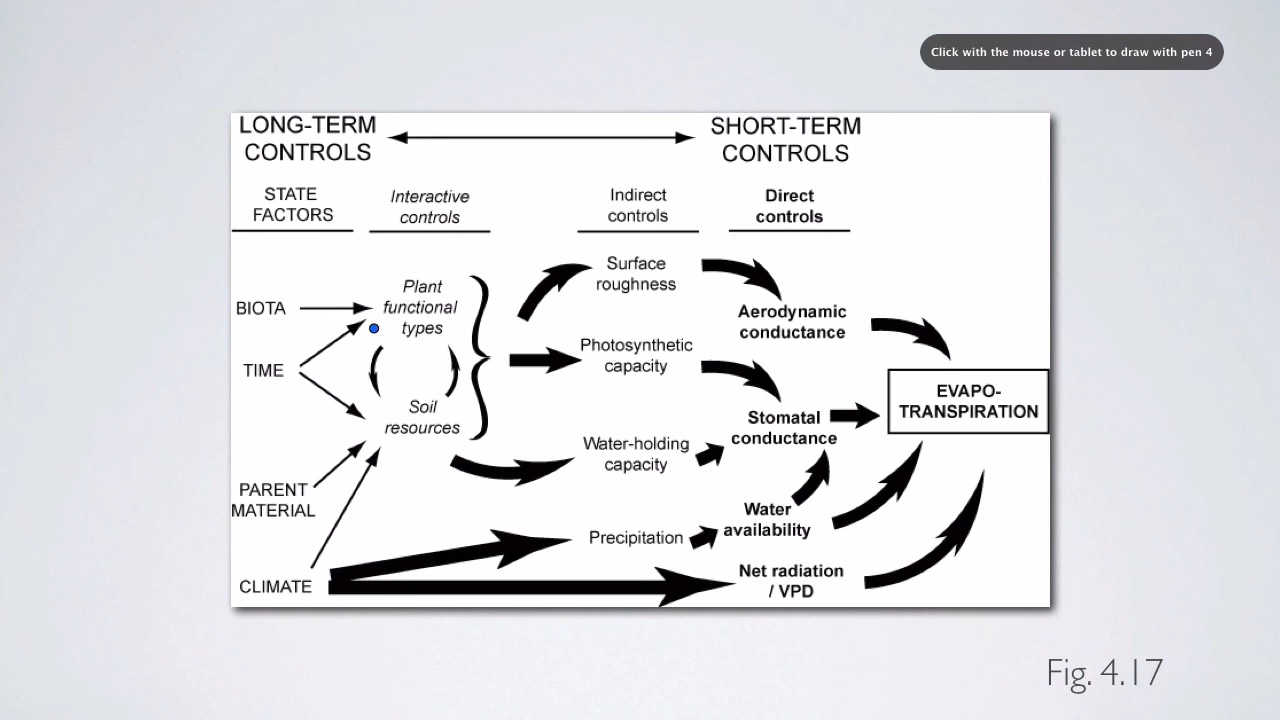 Click with the mouse or tablet to draw with pen 4
LONG-TERM
CONTROLS
SHORT-TERM
CONTROLS
STATE
FACTORS
Interactive
controls
Indirect
controls
Direct
controls
BIOTA
TIME
PARENT
MATERIAL
CLIMATE
Plant
functional
types
Soil
resources
Surface
roughness
Photosynthetic
capacity
Water-holding
capacity
Precipitation
Aerodynamic
conductance
Stomatal
conductance
Water
availability
Net radiation
/ VPD
EVAPO-
TRANSPIRATION
Fig. 4.17